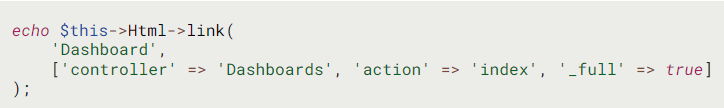 echo $this->Html->link(
    'Dashboard',
    ['controller' => 'Dashboards', 'action' => 'index', '_full' => true]
);